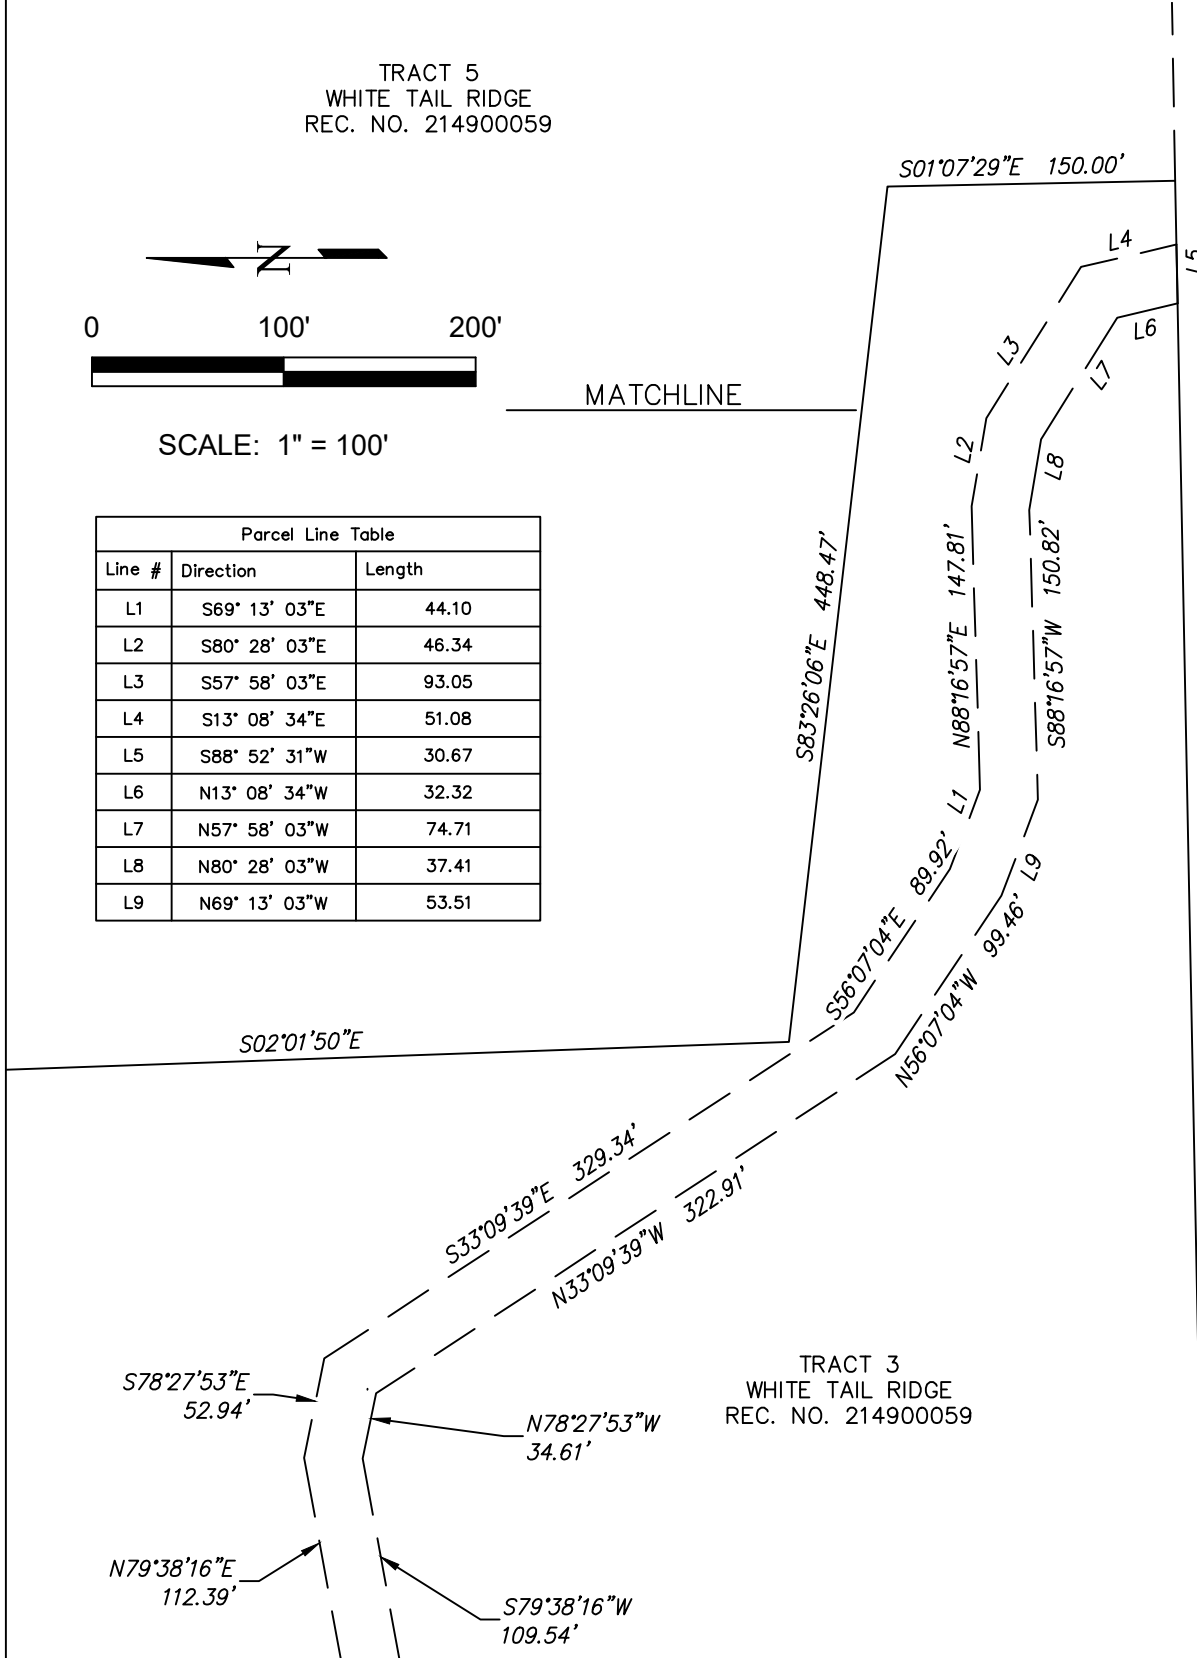 TRACT 5
WHITE TAIL RIDGE
REC. NO. 214900059
S01°07'29"E 150.00'
N
L4
L5
L6
L3
L7
0 100' 200'
MATCHLINE
SCALE: 1" = 100'
L2
L8
Parcel Line Table
Line # Direction Length
L1 S69° 13' 03"E 44.10
L2 S80° 28' 03"E 46.34
L3 S57° 58' 03"E 93.05
L4 S13° 08' 34"E 51.08
L5 S88° 52' 31"W 30.67
L6 N13° 08' 34"W 32.32
L7 N57° 58' 03"W 74.71
L8 N80° 28' 03"W 37.41
L9 N69° 13' 03"W 53.51
S83°26'06"E 448.47'
N88°16'57"E 147.81'
S88°16'57"W 150.82'
L1
L9
S56°07'04"E 89.92'
N56°07'04"W 99.46'
S02°01'50"E
S33°09'39"E 329.34'
N33°09'39"W 322.91'
TRACT 3
WHITE TAIL RIDGE
REC. NO. 214900059
S78°27'53"E
52.94'
N78°27'53"W
34.61'
N79°38'16"E
112.39'
S79°38'16"W
109.54'